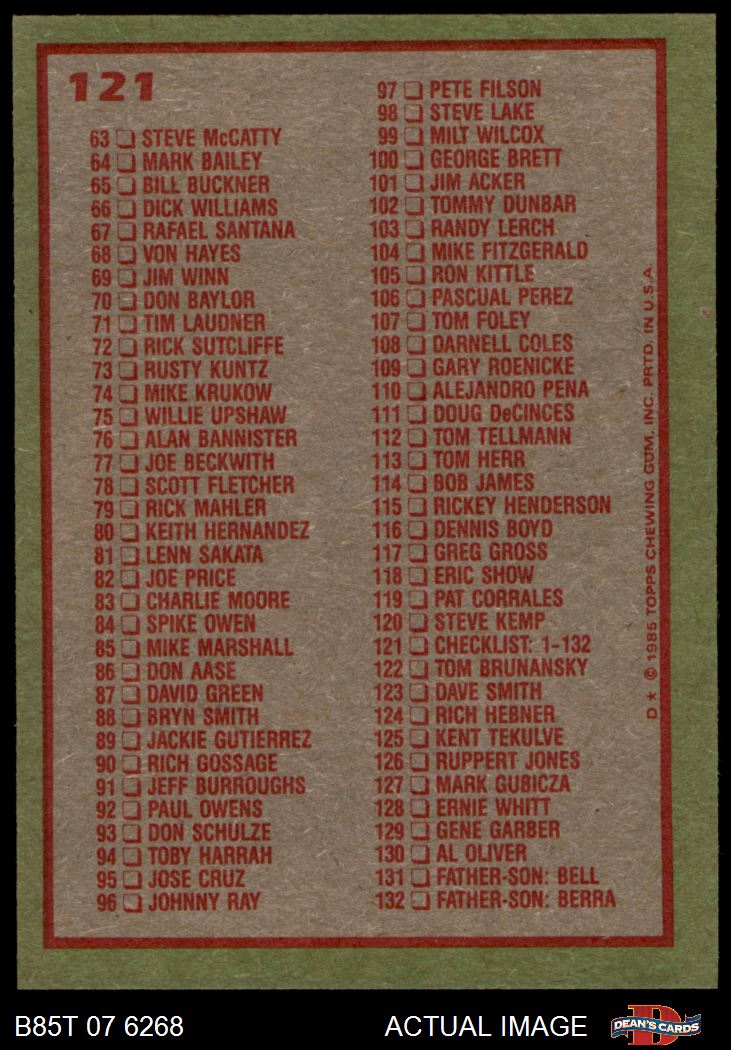 121
63 STEVE McCATTY
64 MARK BAILEY
65 BILL BUCKNER
66 DICK WILLIAMS
67 RAFAEL SANTANA
68 VON HAYES
69 JIM WINN
70 DON BAYLOR
71 TIM LAUDNER
72 RICK SUTCLIFFE
73 RUSTY KUNTZ
74 MIKE KRUKOW
75 WILLIE UPSHAW
76 ALAN BANNISTER
77 JOE BECKWITH
78 SCOTT FLETCHER
79 RICK MAHLER
80 KEITH HERNANDEZ
81 LENN SAKATA
82 JOE PRICE
83 CHARLIE MOORE
84 SPIKE OWEN
85 MIKE MARSHALL
86 DON AASE
87 DAVID GREEN
88 BRYN SMITH
89 JACKIE GUTIERREZ
90 RICH GOSSAGE
91 JEFF BURROUGHS
92 PAUL OWENS
93 DON SCHULZE
94 TOBY HARRAH
95 JOSE CRUZ
96 JOHNNY RAY
97 PETE FILSON
98 STEVE LAKE
99 MILT WILCOX
100 GEORGE BRETT
101 JIM ACKER
102 TOMMY DUNBAR
103 RANDY LERCH
104 MIKE FITZGERALD
105 RON KITTLE
106 PASCUAL PEREZ
107 TOM FOLEY
108 DARNELL COLES
109 GARY ROENICKE
110 ALEJANDRO PENA
111 DOUG DeCINCES
112 TOM TELLMANN
113 TOM HERR
114 BOB JAMES
115 RICKEY HENDERSON
116 DENNIS BOYD
117 GREG GROSS
118 ERIC SHOW
119 PAT CORRALES
120 STEVE KEMP
121 CHECKLIST: 1-132
122 TOM BRUNANSKY
123 DAVE SMITH
124 RICH HEBNER
125 KENT TEKULVE
126 RUPPERT JONES
127 MARK GUBICZA
128 ERNIE WHITT
129 GENE GARBER
130 AL OLIVER
131 FATHER-SON: BELL
132 FATHER-SON: BERRA
D * © 1985 TOPPS CHEWING GUM, INC. PRTD. IN U.S.A.
B85T 07 6268
ACTUAL IMAGE
D
DEAN'S CARDS